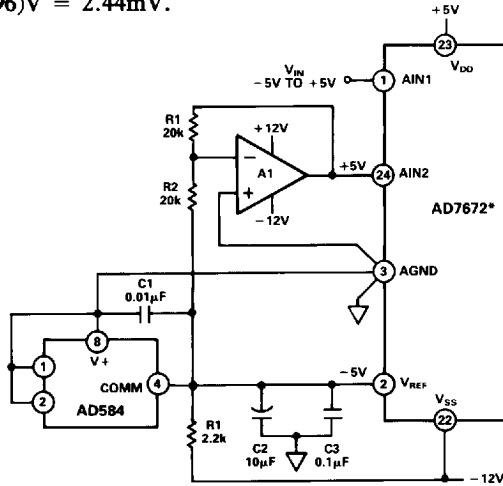 96)V = 2.44mV.
+5V
23
VDD
VIN
-5V TO +5V
1
AIN1
R1
20k
+12V
−
A1
+
-12V
+5V
24
AIN2
R2
20k
AD7672*
3
AGND
C1
0.01µF
8
V+
1
2
COMM
4
AD584
-5V
2
VREF
R1
2.2k
C2
10µF
C3
0.1µF
VSS
22
-12V